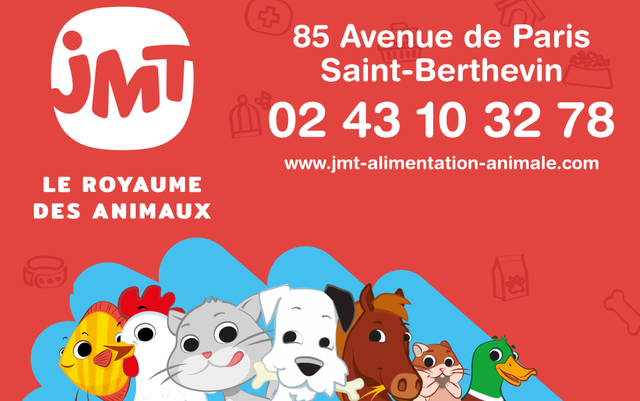 JMT
LE ROYAUME
DES ANIMAUX
85 Avenue de Paris
Saint-Berthevin
02 43 10 32 78
www.jmt-alimentation-animale.com